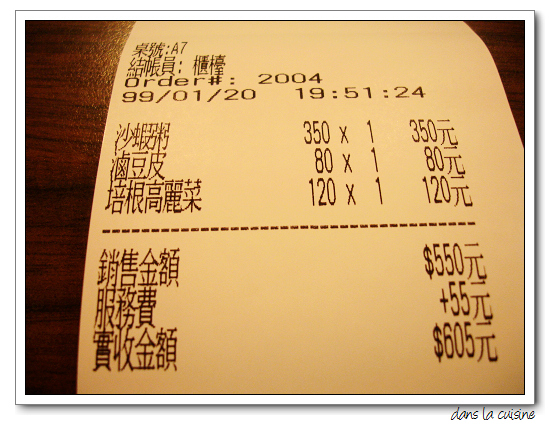 桌號:A7
結帳員: 櫃檯
Order#: 2004
99/01/20 19:51:24
沙蝦粥 350 x 1 350元
滷豆皮 80 x 1 80元
培根高麗菜 120 x 1 120元
銷售金額 $550元
服務費 +55元
實收金額 $605元
dans la cuisine